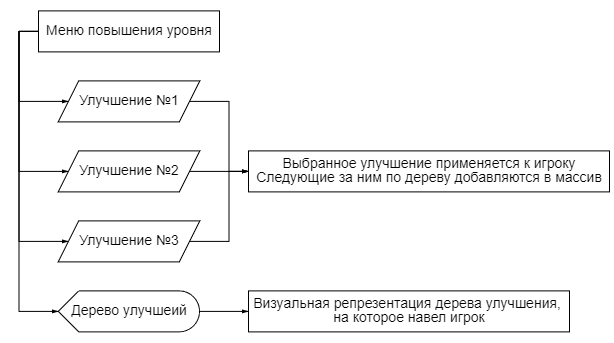 Меню повышения уровня
Улучшение №1
Улучшение №2
Улучшение №3
Выбранное улучшение применяется к игроку
Следующие за ним по дереву добавляются в массив
Дерево улучшеий
Визуальная репрезентация дерева улучшения,
на которое навел игрок